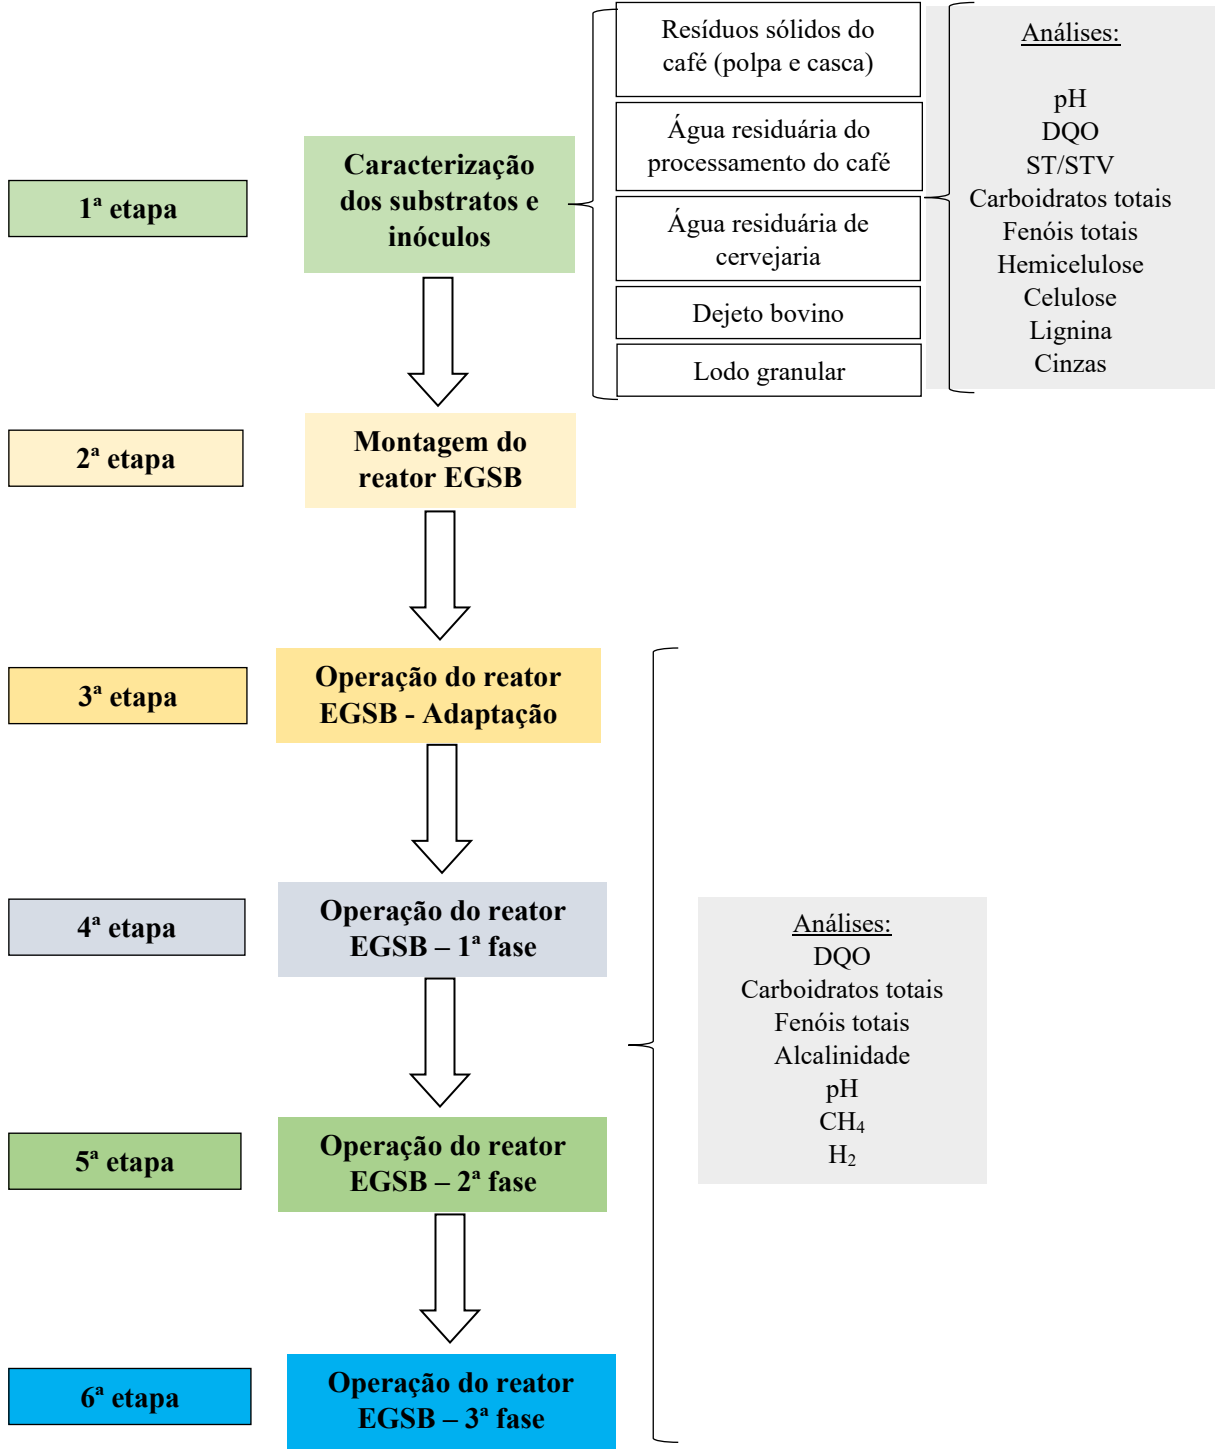 1ª etapa
Caracterização
dos substratos e
inóculos
Resíduos sólidos do
café (polpa e casca)
Água residuária do
processamento do café
Água residuária de
cervejaria
Dejeto bovino
Lodo granular
Análises:
pH
DQO
ST/STV
Carboidratos totais
Fenóis totais
Hemicelulose
Celulose
Lignina
Cinzas
2ª etapa
Montagem do
reator EGSB
3ª etapa
Operação do reator
EGSB - Adaptação
4ª etapa
Operação do reator
EGSB – 1ª fase
5ª etapa
Operação do reator
EGSB – 2ª fase
6ª etapa
Operação do reator
EGSB – 3ª fase
Análises:
DQO
Carboidratos totais
Fenóis totais
Alcalinidade
pH
CH₄
H₂